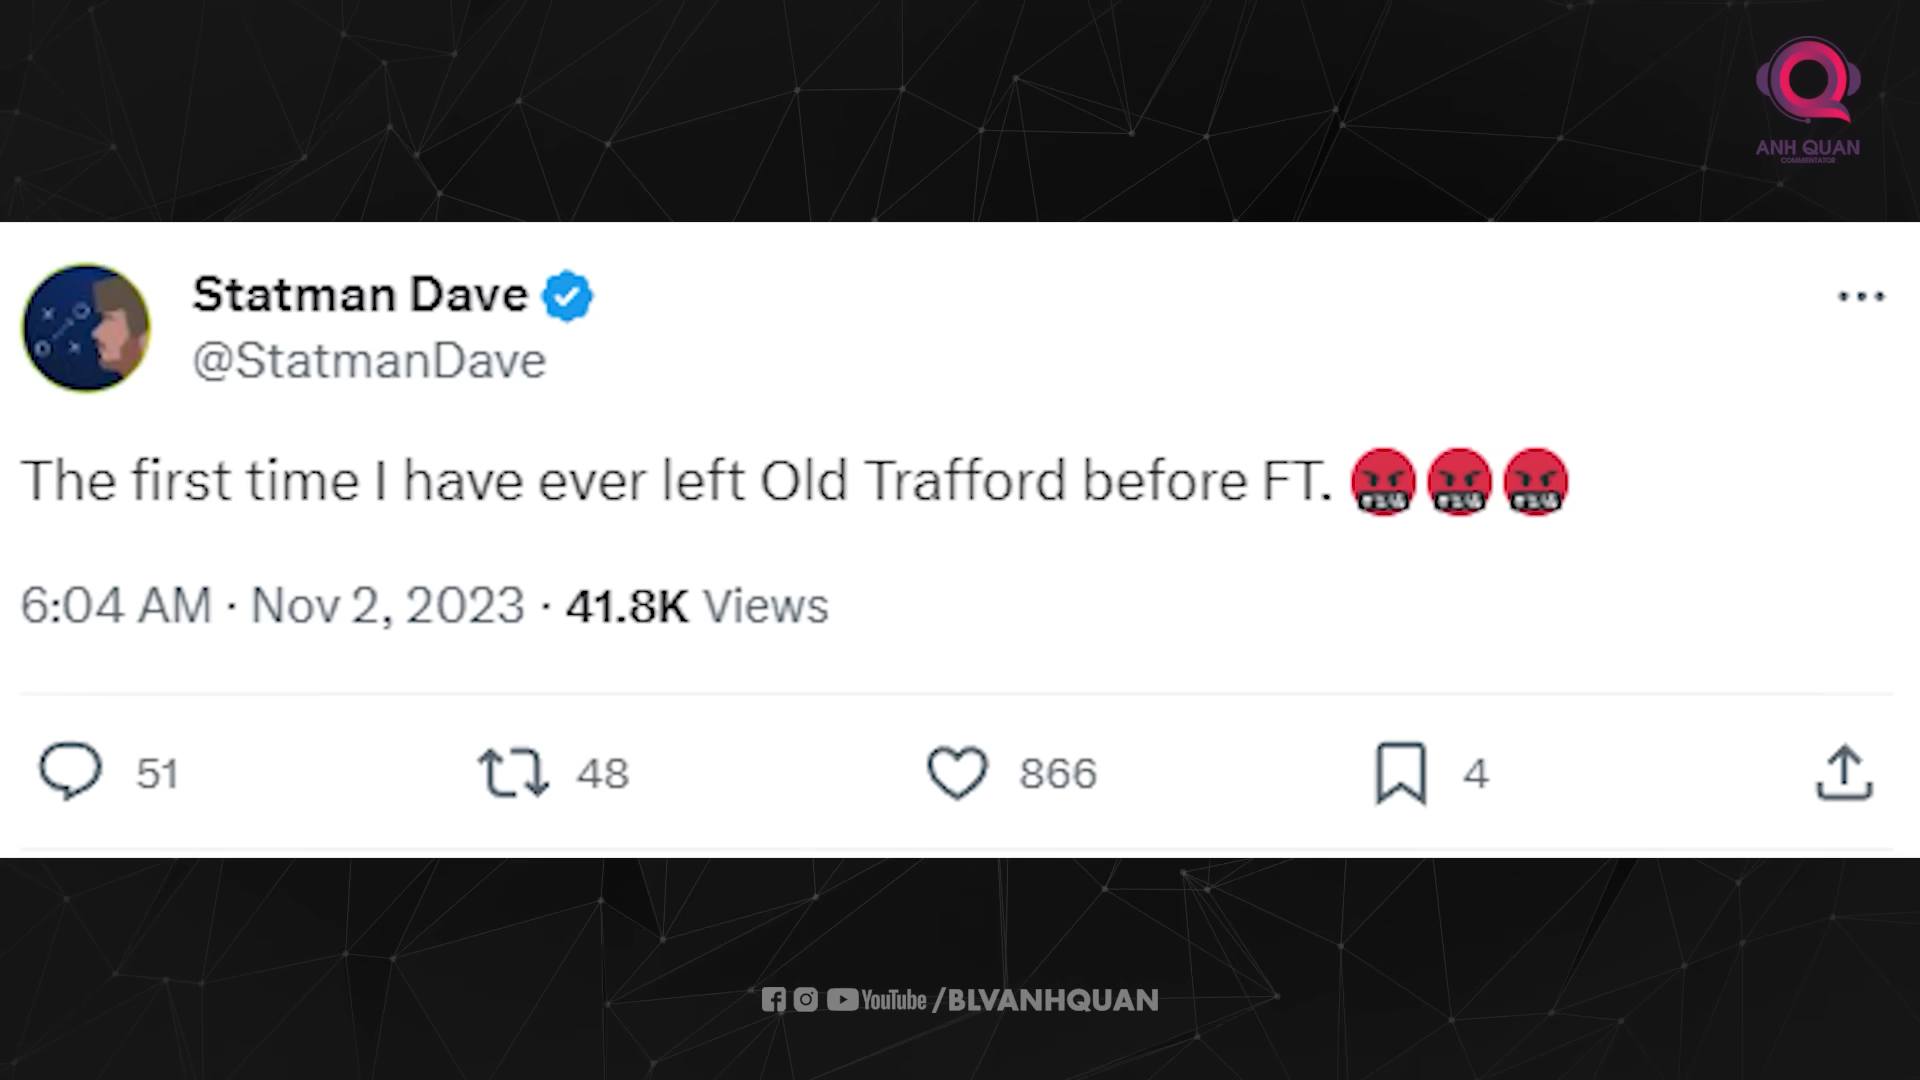 ANH QUAN
COMMENTATOR
Statman Dave
@StatmanDave
The first time I have ever left Old Trafford before FT. 🤬🤬🤬
6:04 AM · Nov 2, 2023 · 41.8K Views
51 48 866 4
YouTube /BLVANHQUAN